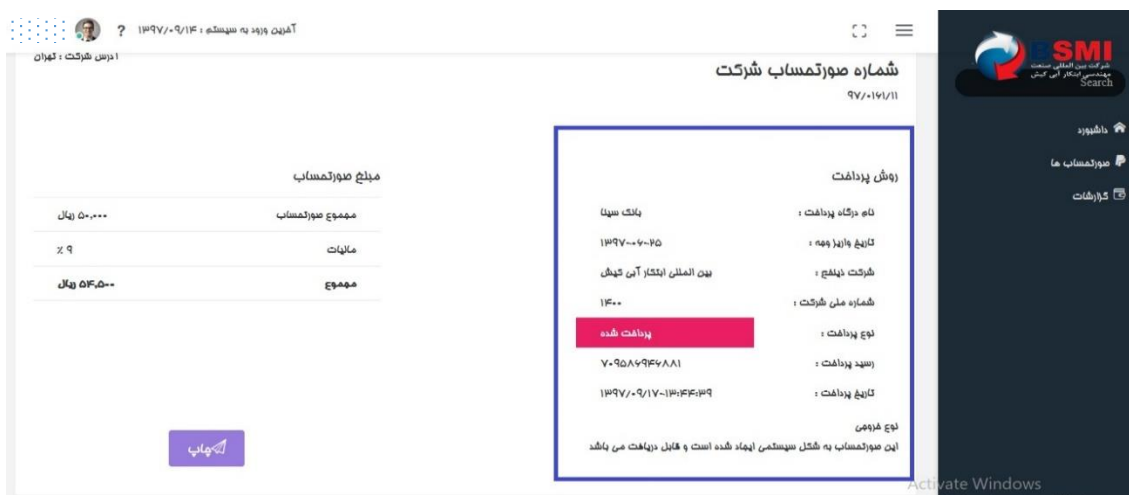 آخرین ورود به سیستم : ۱۳۹۷/۰۹/۱۴ ?
BSMI
شرکت بین المللی صنعت
مهندسی ابتکار آبی کیش
Search
داشبورد
صورتحساب ها
گزارشات
آدرس شرکت : تهران
شماره صورتحساب شرکت
۹۷/۰۱۶۱/۱۱
روش پرداخت
نام درگاه پرداخت : بانک سینا
تاریخ واریز وجه : ۱۳۹۷-۰۶-۲۵
شرکت ذینفع : بین المللی ابتکار آبی کیش
شماره ملی شرکت : ۱۴۰۰
نوع پرداخت : پرداخت شده
رسید پرداخت : ۷۰۹۵۸۶۹۴۶۸۸۱
تاریخ پرداخت : ۱۳۹۷/۰۹/۱۷-۱۳:۴۴:۳۹
نوع خروجی
این صورتحساب به شکل سیستمی ایجاد شده است و قابل دریافت می باشد
مبلغ صورتحساب
مجموع صورتحساب ۵۰,۰۰۰ ریال
مالیات ۹ %
مجموع ۵۴,۵۰۰ ریال
چاپ
Activate Windows